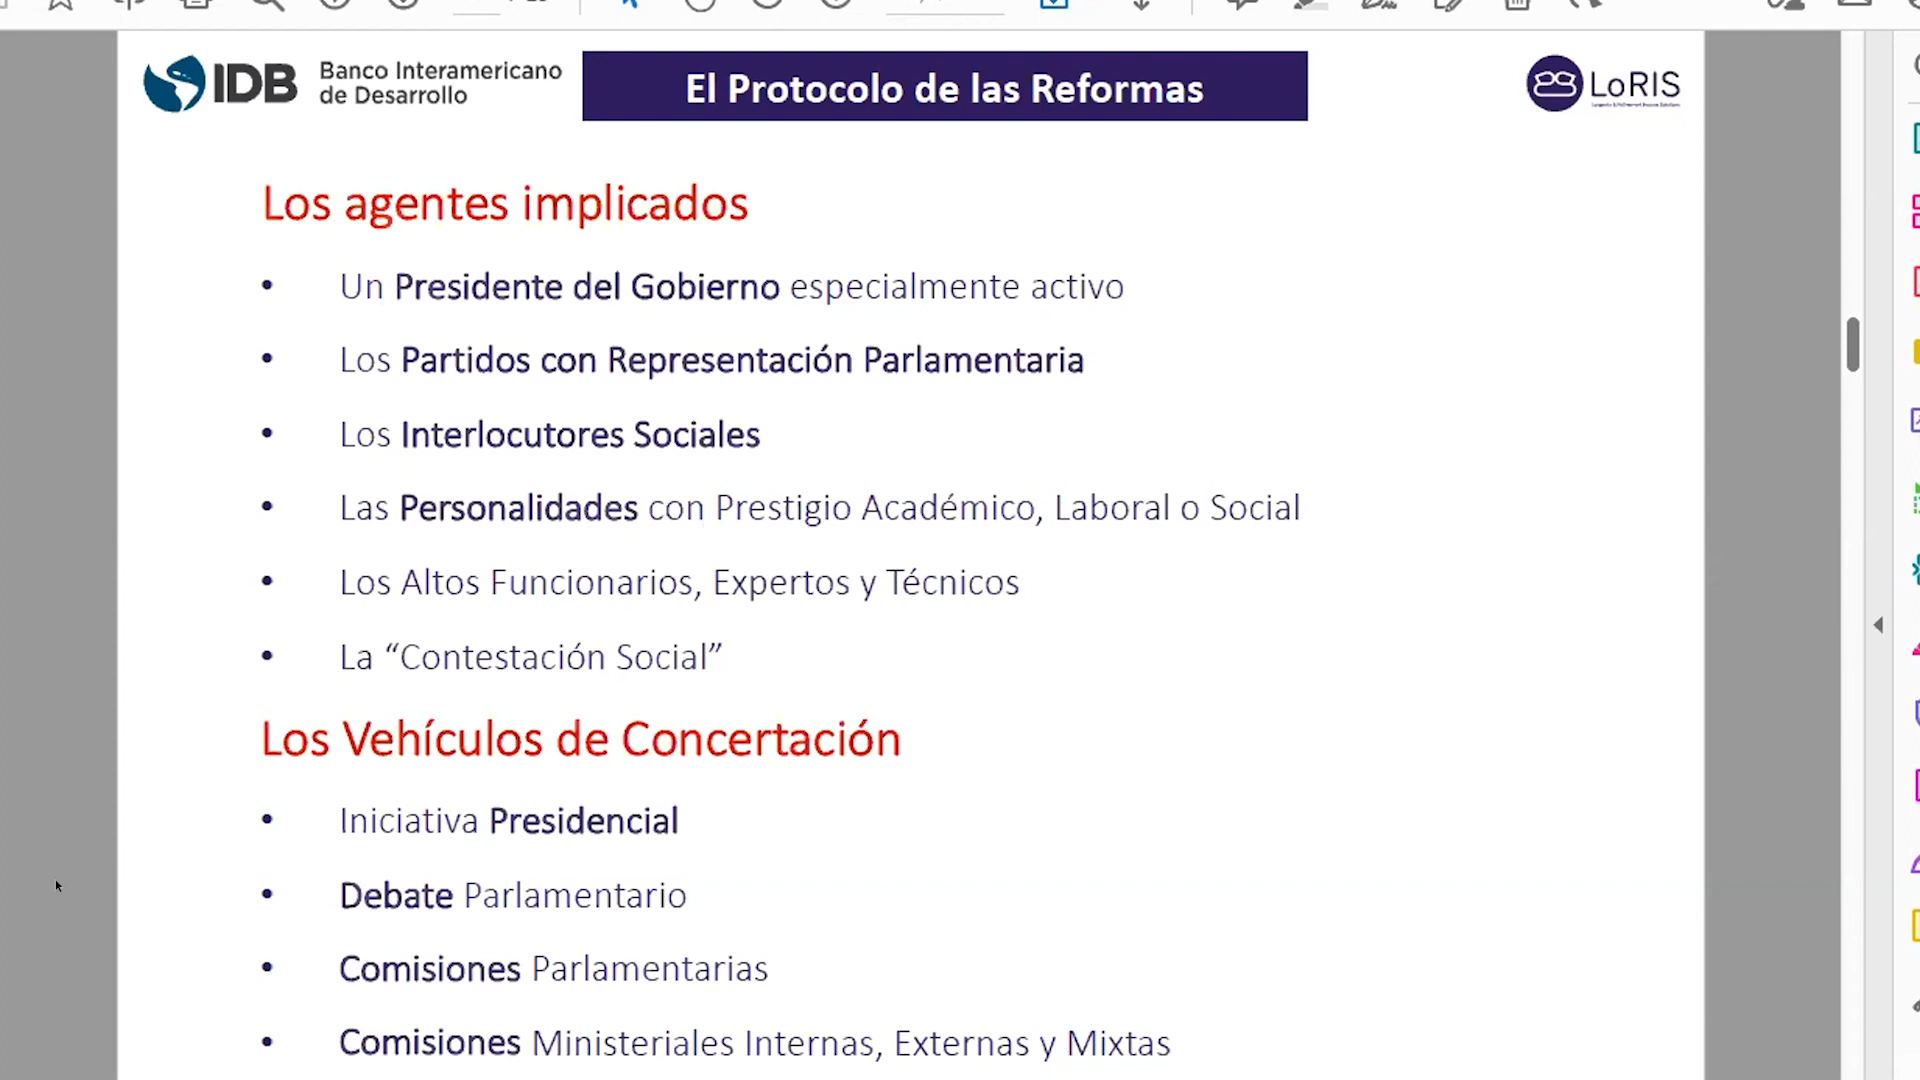 IDB
Banco Interamericano
de Desarrollo
El Protocolo de las Reformas
LoRIS
Los agentes implicados
• Un Presidente del Gobierno especialmente activo
• Los Partidos con Representación Parlamentaria
• Los Interlocutores Sociales
• Las Personalidades con Prestigio Académico, Laboral o Social
• Los Altos Funcionarios, Expertos y Técnicos
• La “Contestación Social”
Los Vehículos de Concertación
• Iniciativa Presidencial
• Debate Parlamentario
• Comisiones Parlamentarias
• Comisiones Ministeriales Internas, Externas y Mixtas